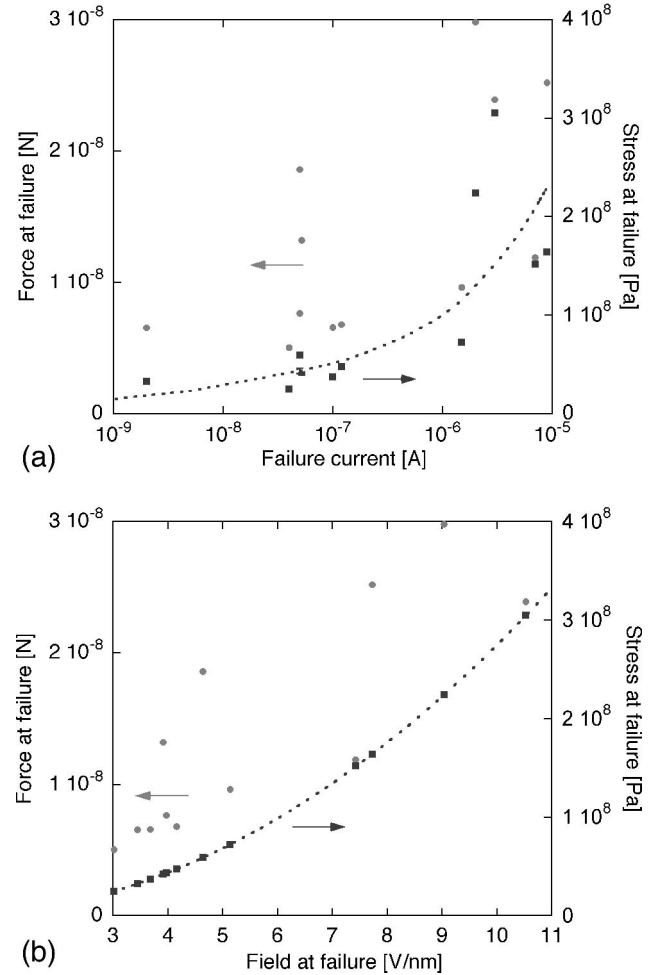 3 10-8
4 108
3 108
2 10-8
2 108
1 10-8
1 108
0
0
10-9
10-8
10-7
10-6
10-5
Force at failure [N]
Stress at failure [Pa]
Failure current [A]
(a)
3 10-8
4 108
3 108
2 10-8
2 108
1 10-8
1 108
0
0
3 4 5 6 7 8 9 10 11
Force at failure [N]
Stress at failure [Pa]
Field at failure [V/nm]
(b)